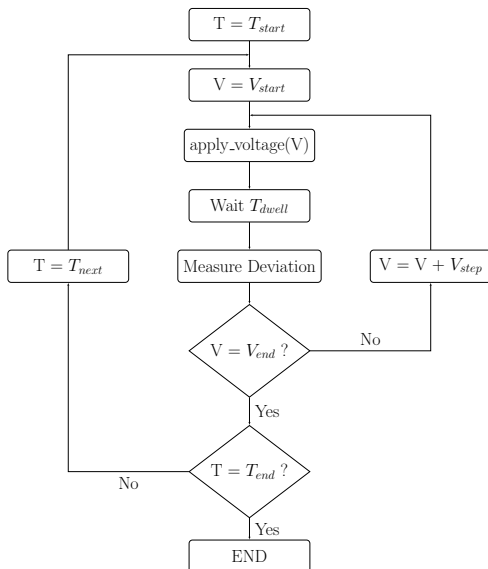 T = T_start
V = V_start
apply_voltage(V)
Wait T_dwell
T = T_next
Measure Deviation
V = V + V_step
V = V_end ?
No
Yes
T = T_end ?
No
Yes
END